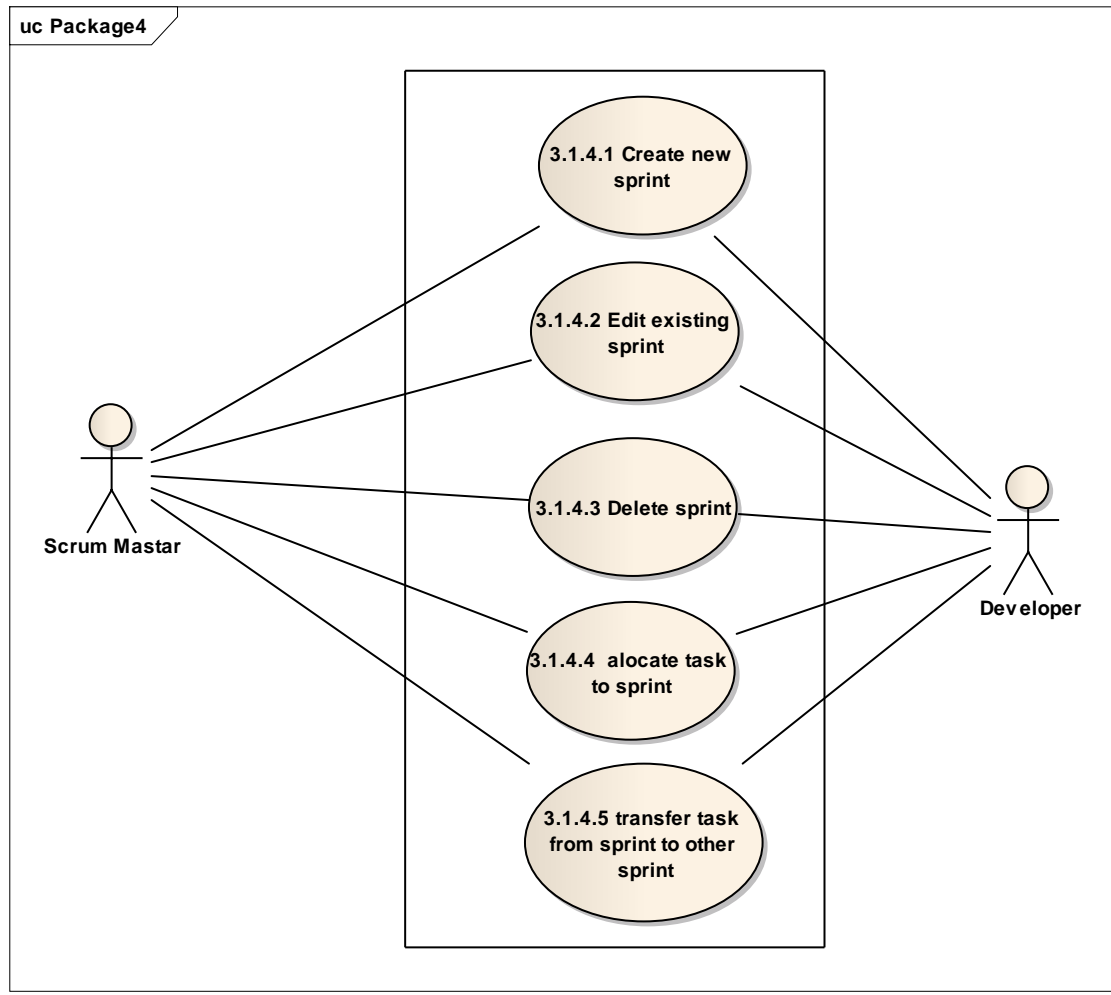 uc Package4
3.1.4.1 Create new
sprint
3.1.4.2 Edit existing
sprint
3.1.4.3 Delete sprint
Scrum Mastar
Developer
3.1.4.4  alocate task
to sprint
3.1.4.5 transfer task
from sprint to other
sprint